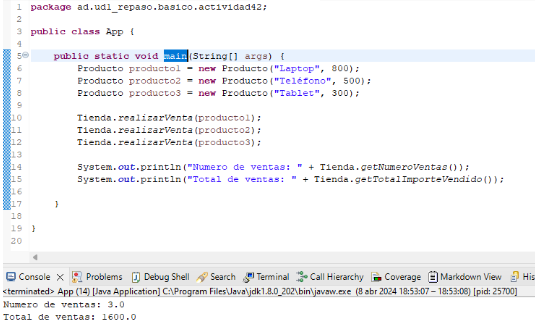 1 package ad.ud1_repaso.basico.actividad42;
2
3 public class App {
4
5 public static void main(String[] args) {
6 Producto producto1 = new Producto("Laptop", 800);
7 Producto producto2 = new Producto("Teléfono", 500);
8 Producto producto3 = new Producto("Tablet", 300);
9
10 Tienda.realizarVenta(producto1);
11 Tienda.realizarVenta(producto2);
12 Tienda.realizarVenta(producto3);
13
14 System.out.println("Numero de ventas: " + Tienda.getNumeroVentas());
15 System.out.println("Total de ventas: " + Tienda.getTotalImporteVendido());
16
17 }
18
19 }
20
Console Problems Debug Shell Search Terminal Call Hierarchy Coverage Markdown View His
<terminated> App (14) [Java Application] C:\Program Files\Java\jdk1.8.0_202\bin\javaw.exe (8 abr 2024 18:53:07 – 18:53:08) [pid: 25700]
Numero de ventas: 3.0
Total de ventas: 1600.0